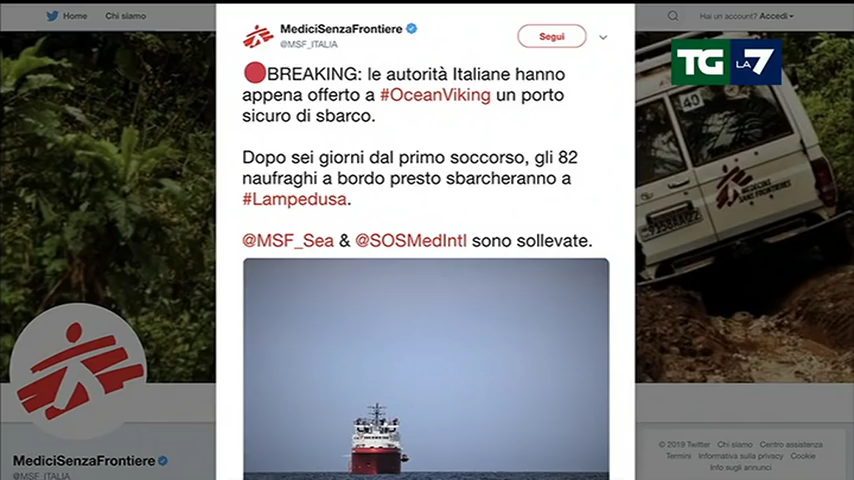 Home Chi siamo
Hai un account? Accedi
MediciSenzaFrontiere
@MSF_ITALIA
Segui
TG LA 7
BREAKING: le autorità Italiane hanno
appena offerto a #OceanViking un porto
sicuro di sbarco.
Dopo sei giorni dal primo soccorso, gli 82
naufraghi a bordo presto sbarcheranno a
#Lampedusa.
@MSF_Sea & @SOSMedIntl sono sollevate.
40
MEDECINS
SANS FRONTIERES
MediciSenzaFrontiere
@MSF_ITALIA
© 2019 Twitter Chi siamo Centro assistenza
Termini Informativa sulla privacy Cookie
Info sugli annunci